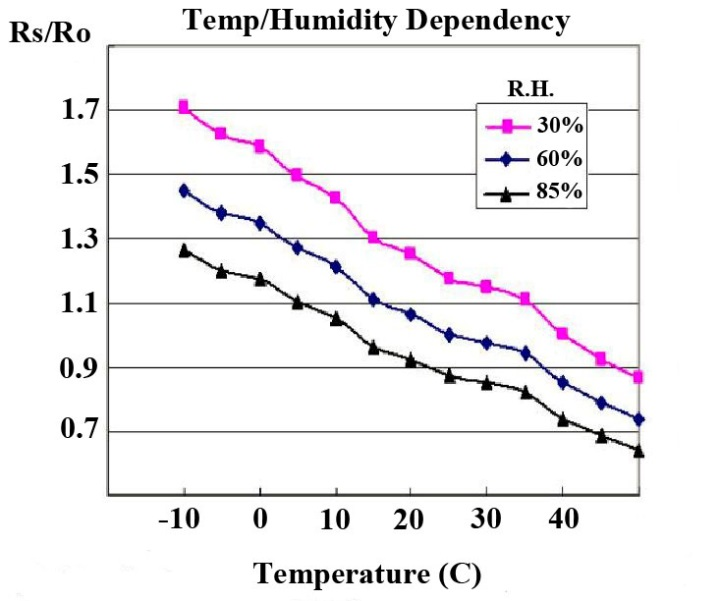 Temp/Humidity Dependency
Rs/Ro
R.H.
30%
60%
85%
1.7
1.5
1.3
1.1
0.9
0.7
-10 0 10 20 30 40
Temperature (C)